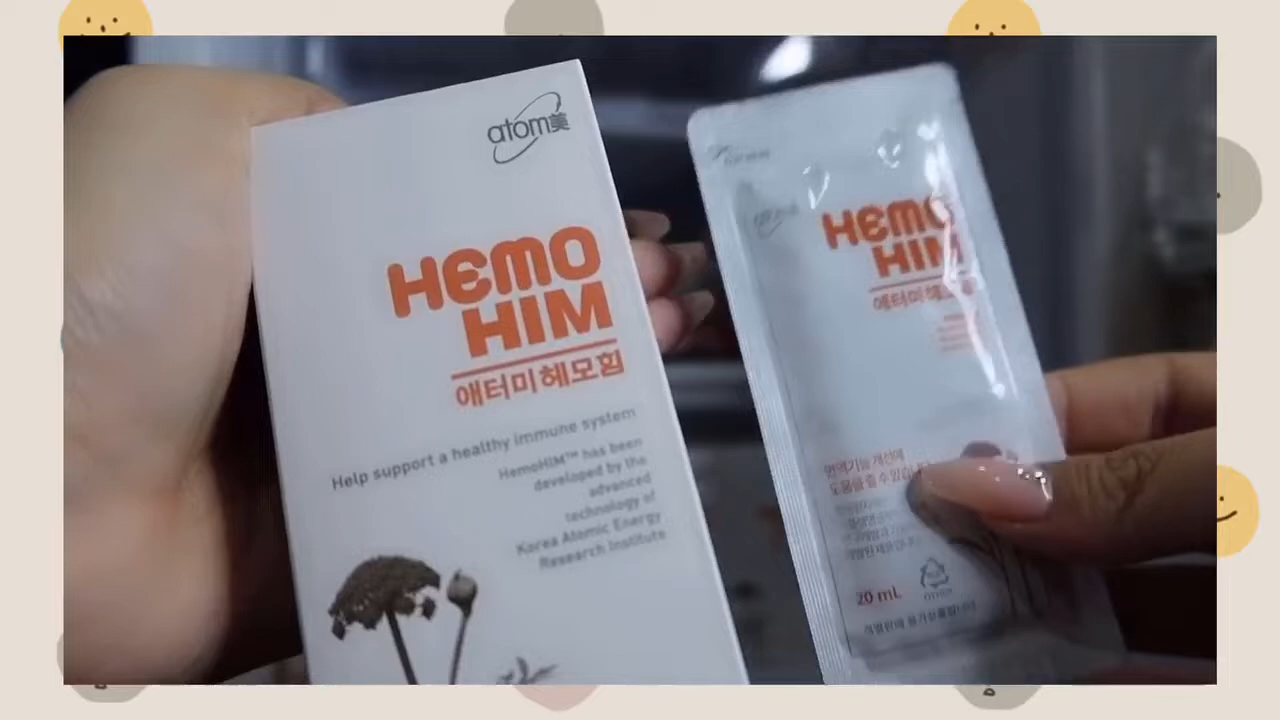 atom美
HEMO
HIM
애터미 헤모힘
Help support a healthy immune system
HemoHIM™ has been
developed by the
advanced
technology of
Korea Atomic Energy
Research Institute
HEMO
HIM
애터미 헤모힘
면역기능 개선에
도움을 줄 수 있습니
20 mL